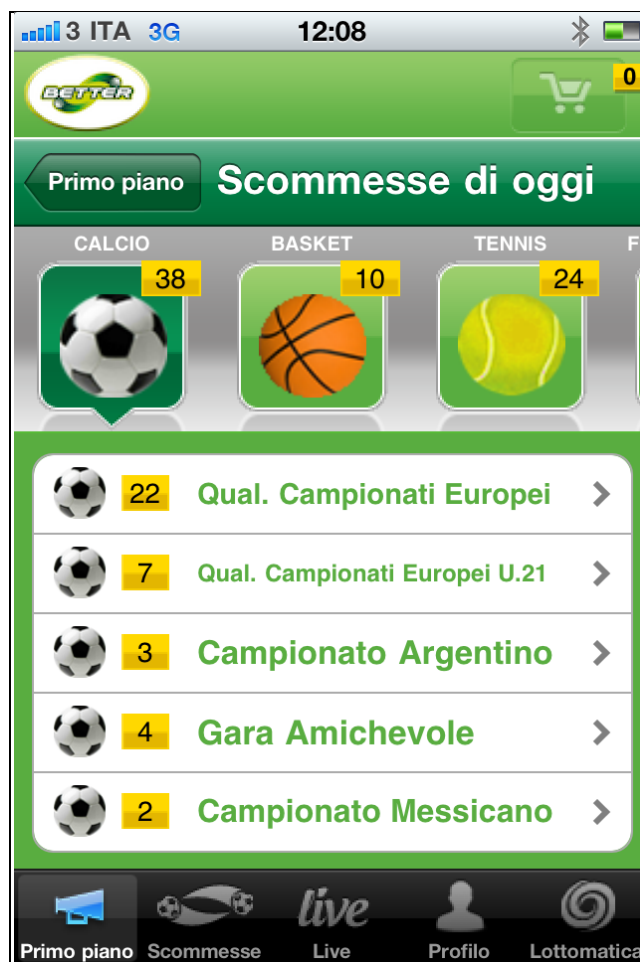 3 ITA 3G 12:08
BETTER
0
Primo piano Scommesse di oggi
CALCIO BASKET TENNIS F
38 10 24
22 Qual. Campionati Europei
7 Qual. Campionati Europei U.21
3 Campionato Argentino
4 Gara Amichevole
2 Campionato Messicano
live
Primo piano Scommesse Live Profilo Lottomatica